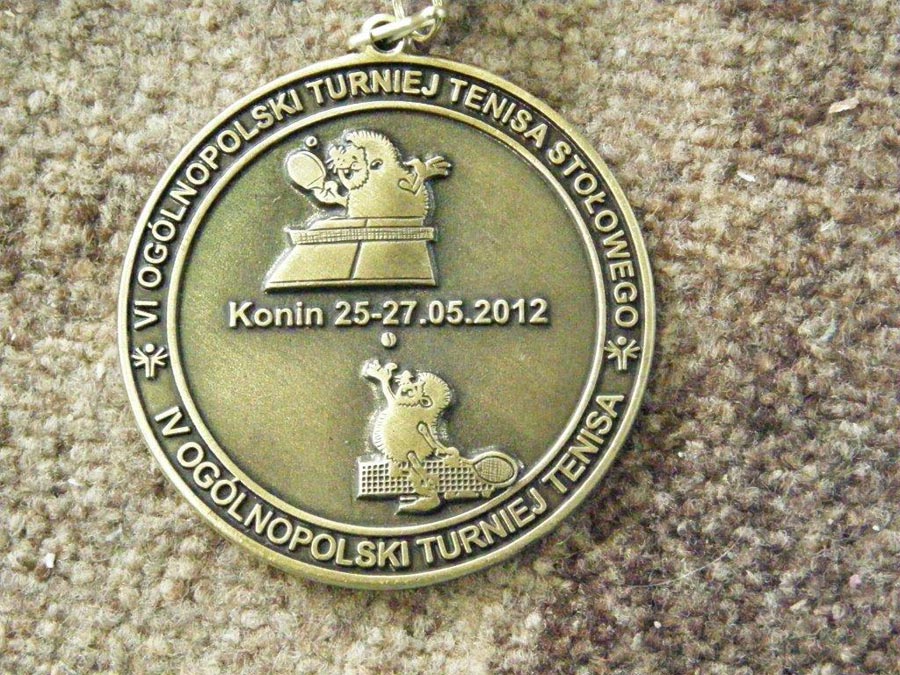 VI OGÓLNOPOLSKI TURNIEJ TENISA STOŁOWEGO
Konin 25-27.05.2012
IV OGÓLNOPOLSKI TURNIEJ TENISA